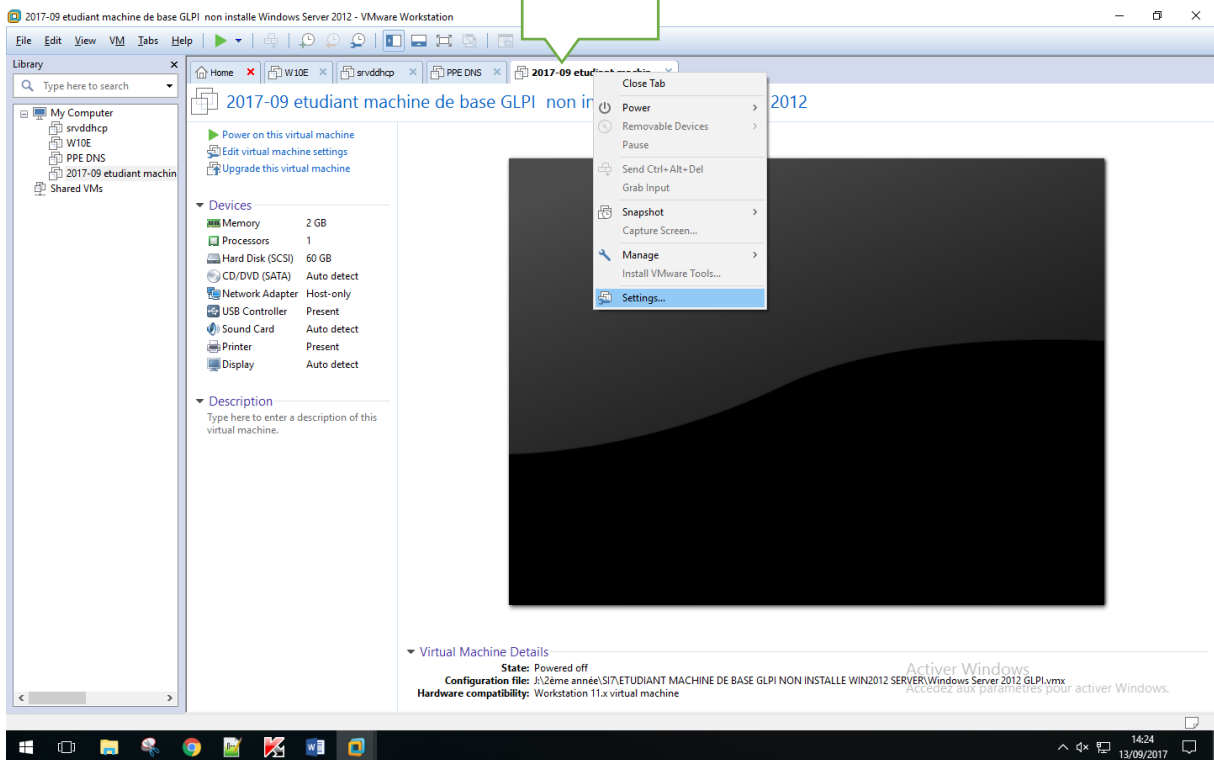 2017-09 etudiant machine de base GLPI non installe Windows Server 2012 - VMware Workstation
File Edit View VM Tabs Help
Library
Type here to search
My Computer
srvddhcp
W10E
PPE DNS
2017-09 etudiant machin
Shared VMs
Home W10E srvddhcp PPE DNS 2017-09 etudiant machin
2017-09 etudiant machine de base GLPI non in 2012
Power on this virtual machine
Edit virtual machine settings
Upgrade this virtual machine
Devices
Memory 2 GB
Processors 1
Hard Disk (SCSI) 60 GB
CD/DVD (SATA) Auto detect
Network Adapter Host-only
USB Controller Present
Sound Card Auto detect
Printer Present
Display Auto detect
Description
Type here to enter a description of this
virtual machine.
Close Tab
Power
Removable Devices
Pause
Send Ctrl+Alt+Del
Grab Input
Snapshot
Capture Screen...
Manage
Install VMware Tools...
Settings...
Virtual Machine Details
State: Powered off
Configuration file: J:\2ème année\SI7\ETUDIANT MACHINE DE BASE GLPI NON INSTALLE WIN2012 SERVER\Windows Server 2012 GLPI.vmx
Hardware compatibility: Workstation 11.x virtual machine
Activer Windows
Accédez aux paramètres pour activer Windows.
14:24
13/09/2017